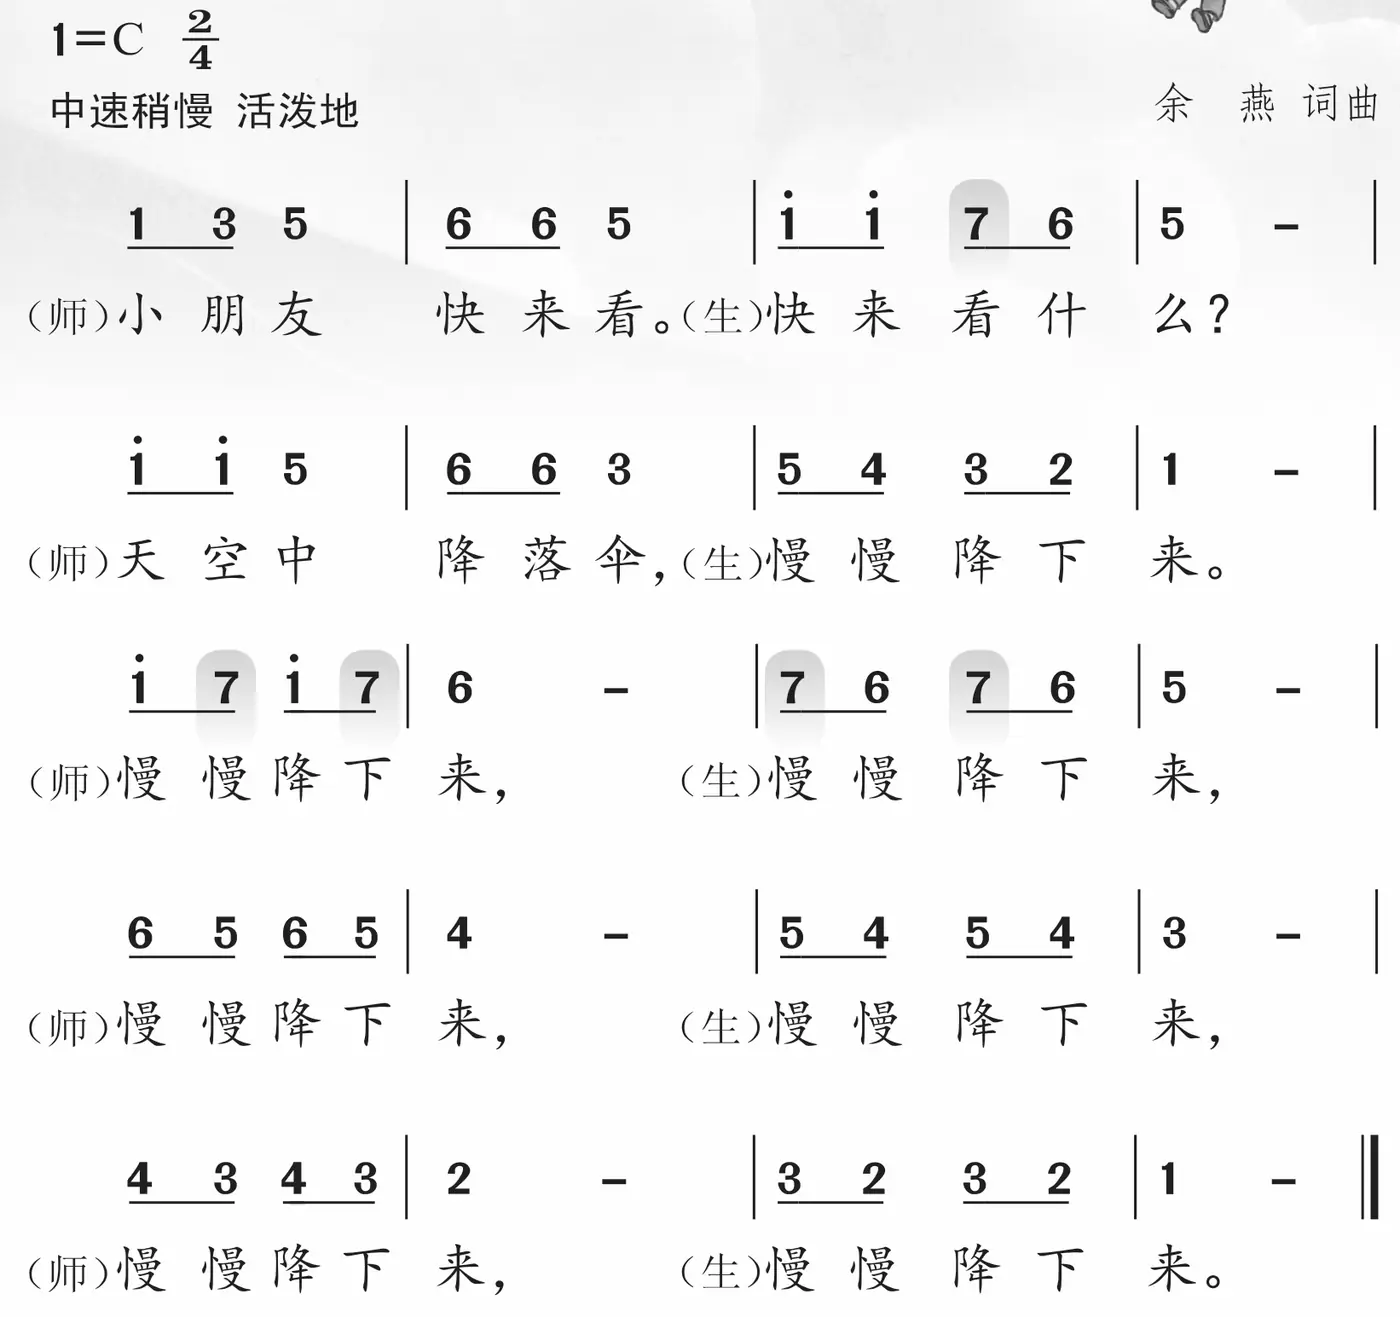 1=C 2/4
中速稍慢 活泼地
余 燕 词曲
1 3 5 | 6 6 5 | i i 7 6 | 5 – |
（师）小 朋 友 快 来 看。（生）快 来 看 什 么？
i i 5 | 6 6 3 | 5 4 3 2 | 1 – |
（师）天 空 中 降 落 伞，（生）慢 慢 降 下 来。
i 7 i 7 | 6 – | 7 6 7 6 | 5 – |
（师）慢 慢 降 下 来，（生）慢 慢 降 下 来，
6 5 6 5 | 4 – | 5 4 5 4 | 3 – |
（师）慢 慢 降 下 来，（生）慢 慢 降 下 来，
4 3 4 3 | 2 – | 3 2 3 2 | 1 – ‖
（师）慢 慢 降 下 来，（生）慢 慢 降 下 来。